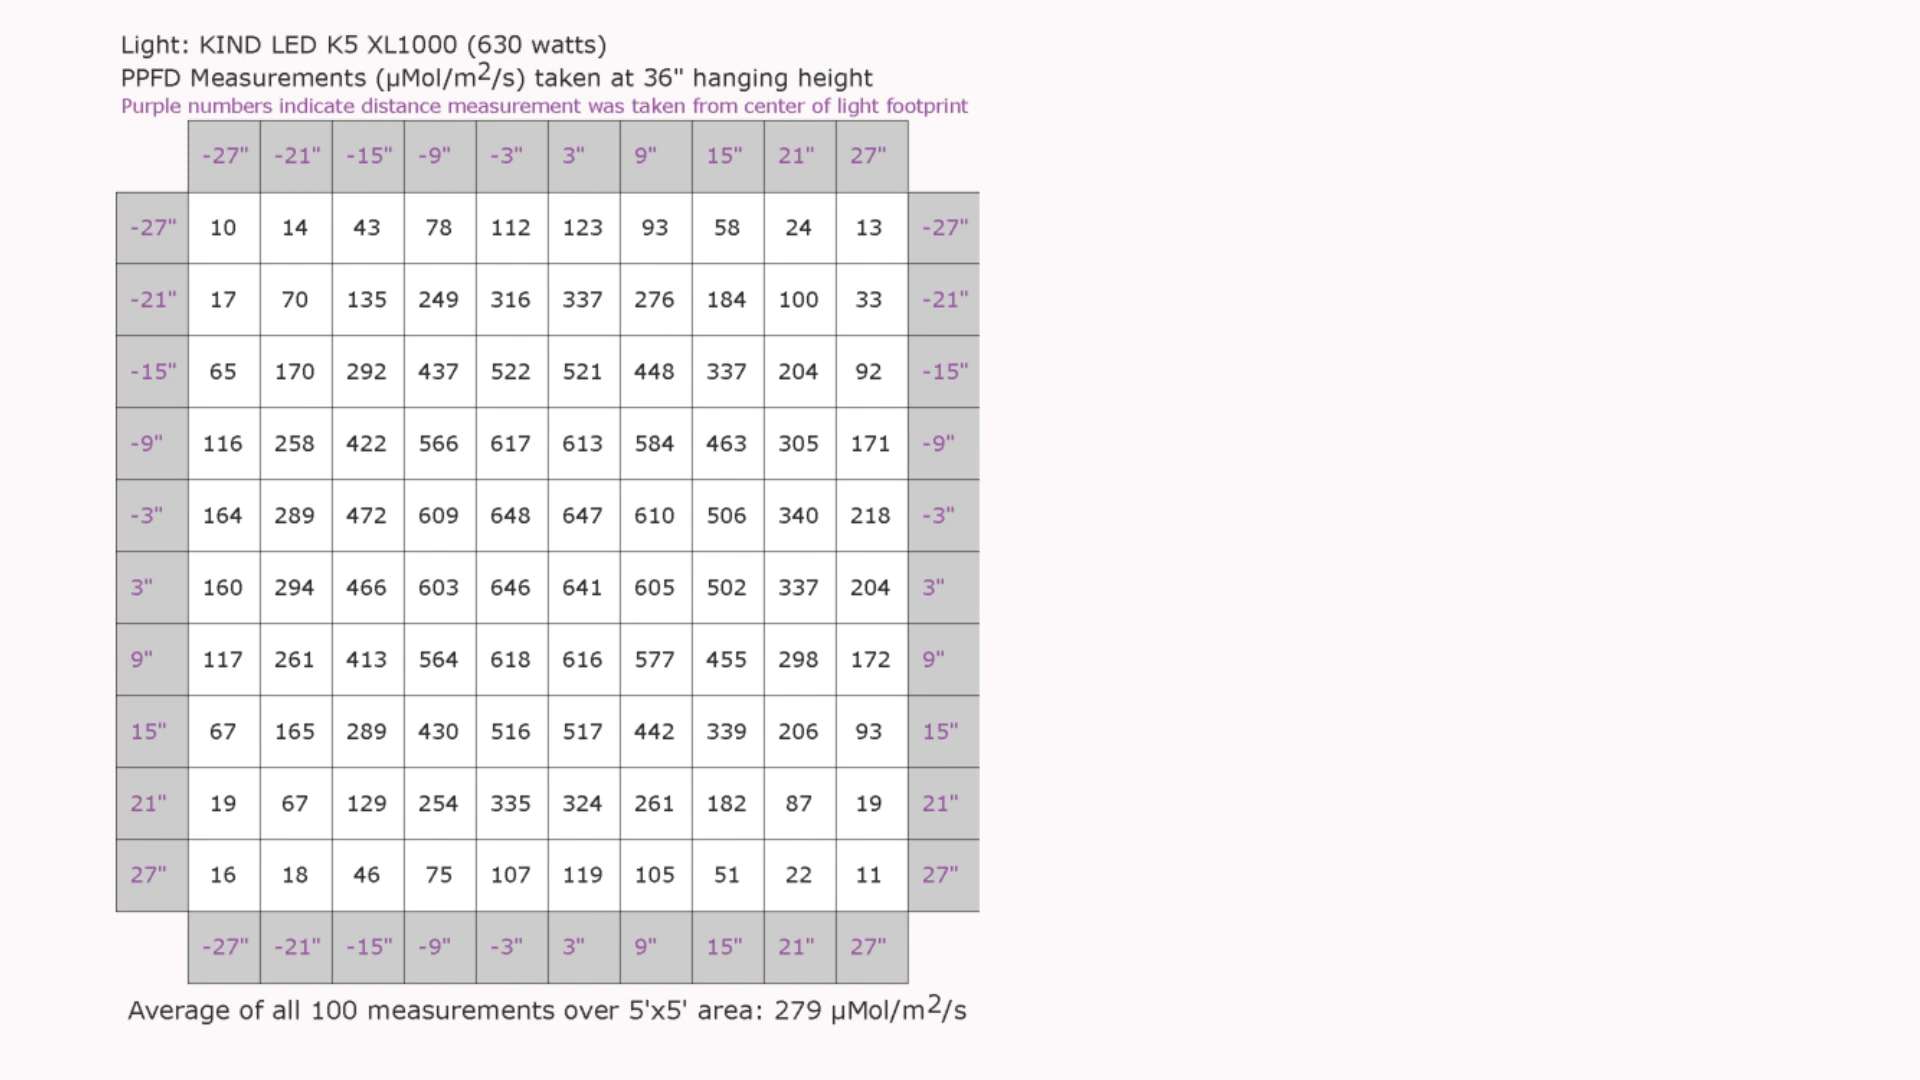 Light: KIND LED K5 XL1000 (630 watts)
PPFD Measurements (µMol/m2/s) taken at 36" hanging height
Purple numbers indicate distance measurement was taken from center of light footprint
-27" -21" -15" -9" -3" 3" 9" 15" 21" 27"
-27" 10 14 43 78 112 123 93 58 24 13 -27"
-21" 17 70 135 249 316 337 276 184 100 33 -21"
-15" 65 170 292 437 522 521 448 337 204 92 -15"
-9" 116 258 422 566 617 613 584 463 305 171 -9"
-3" 164 289 472 609 648 647 610 506 340 218 -3"
3" 160 294 466 603 646 641 605 502 337 204 3"
9" 117 261 413 564 618 616 577 455 298 172 9"
15" 67 165 289 430 516 517 442 339 206 93 15"
21" 19 67 129 254 335 324 261 182 87 19 21"
27" 16 18 46 75 107 119 105 51 22 11 27"
-27" -21" -15" -9" -3" 3" 9" 15" 21" 27"
Average of all 100 measurements over 5'x5' area: 279 µMol/m2/s